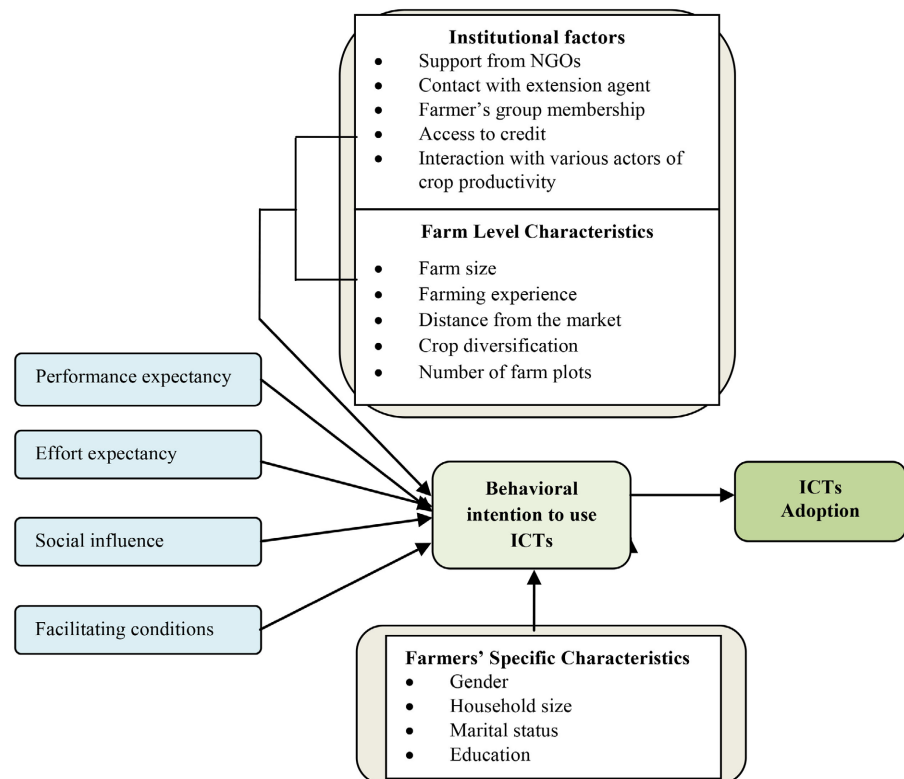 Institutional factors
• Support from NGOs
• Contact with extension agent
• Farmer's group membership
• Access to credit
• Interaction with various actors of
crop productivity
Farm Level Characteristics
• Farm size
• Farming experience
• Distance from the market
• Crop diversification
• Number of farm plots
Performance expectancy
Effort expectancy
Social influence
Facilitating conditions
Behavioral
intention to use
ICTs
ICTs
Adoption
Farmers' Specific Characteristics
• Gender
• Household size
• Marital status
• Education